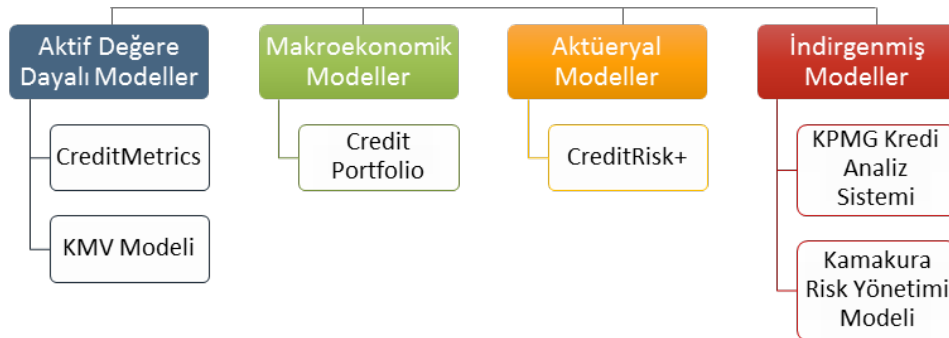 Aktif Değere
Dayalı Modeller
CreditMetrics
KMV Modeli
Makroekonomik
Modeller
Credit
Portfolio
Aktüeryal
Modeller
CreditRisk+
İndirgenmiş
Modeller
KPMG Kredi
Analiz
Sistemi
Kamakura
Risk Yönetimi
Modeli